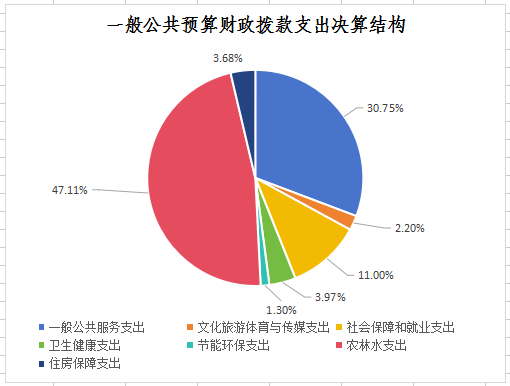 一般公共预算财政拨款支出决算结构
3.68%
30.75%
47.11%
2.20%
11.00%
3.97%
1.30%
一般公共服务支出 文化旅游体育与传媒支出 社会保障和就业支出
卫生健康支出 节能环保支出 农林水支出
住房保障支出